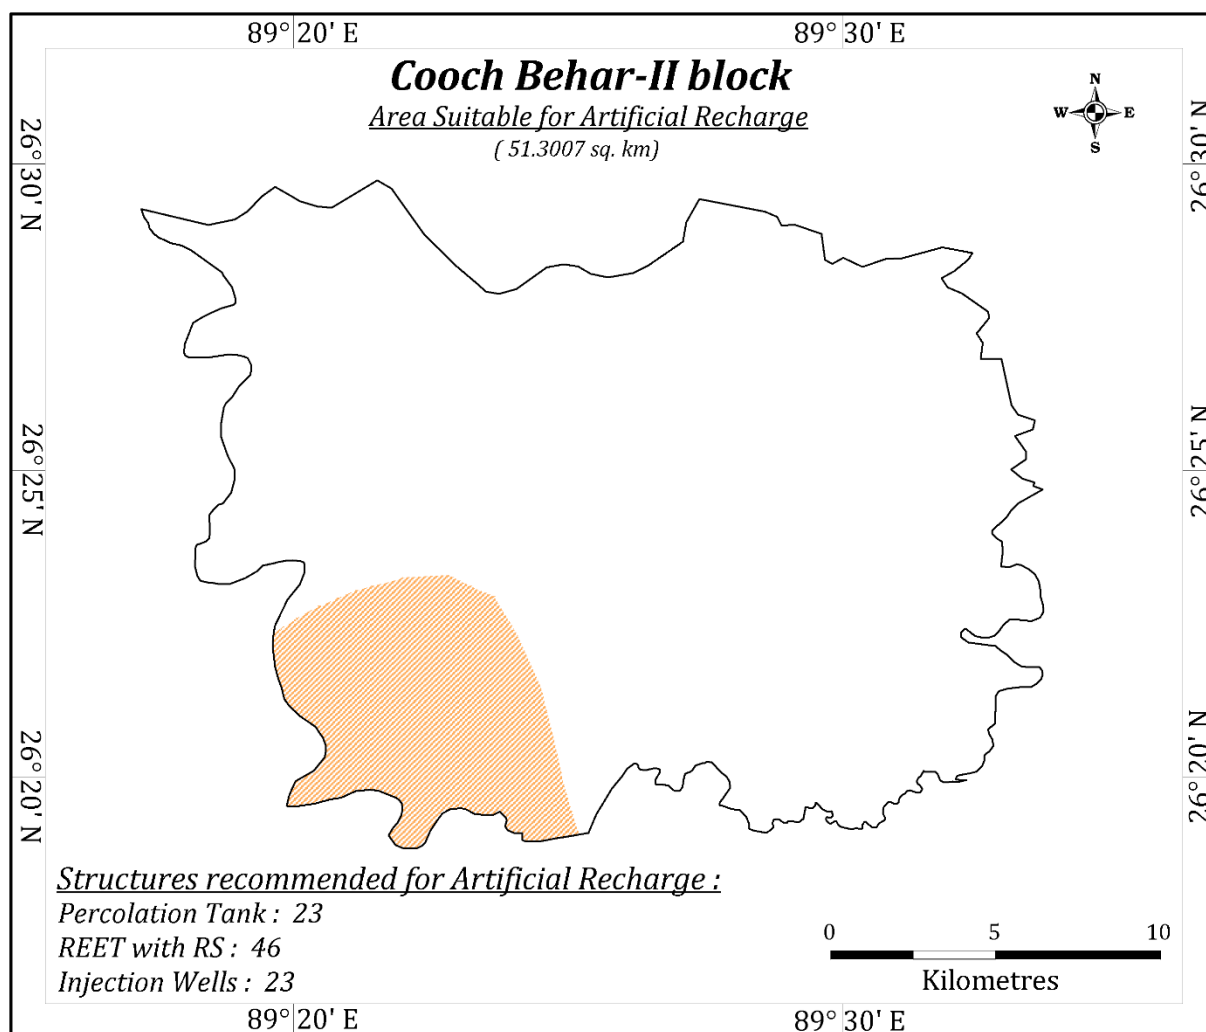 89° 20' E 89° 30' E
Cooch Behar-II block
Area Suitable for Artificial Recharge
( 51.3007 sq. km)
N
W E
S
26° 30' N
26° 30' N
26° 25' N
26° 25' N
26° 20' N
26° 20' N
Structures recommended for Artificial Recharge :
Percolation Tank : 23
REET with RS : 46
Injection Wells : 23
0 5 10
Kilometres
89° 20' E 89° 30' E